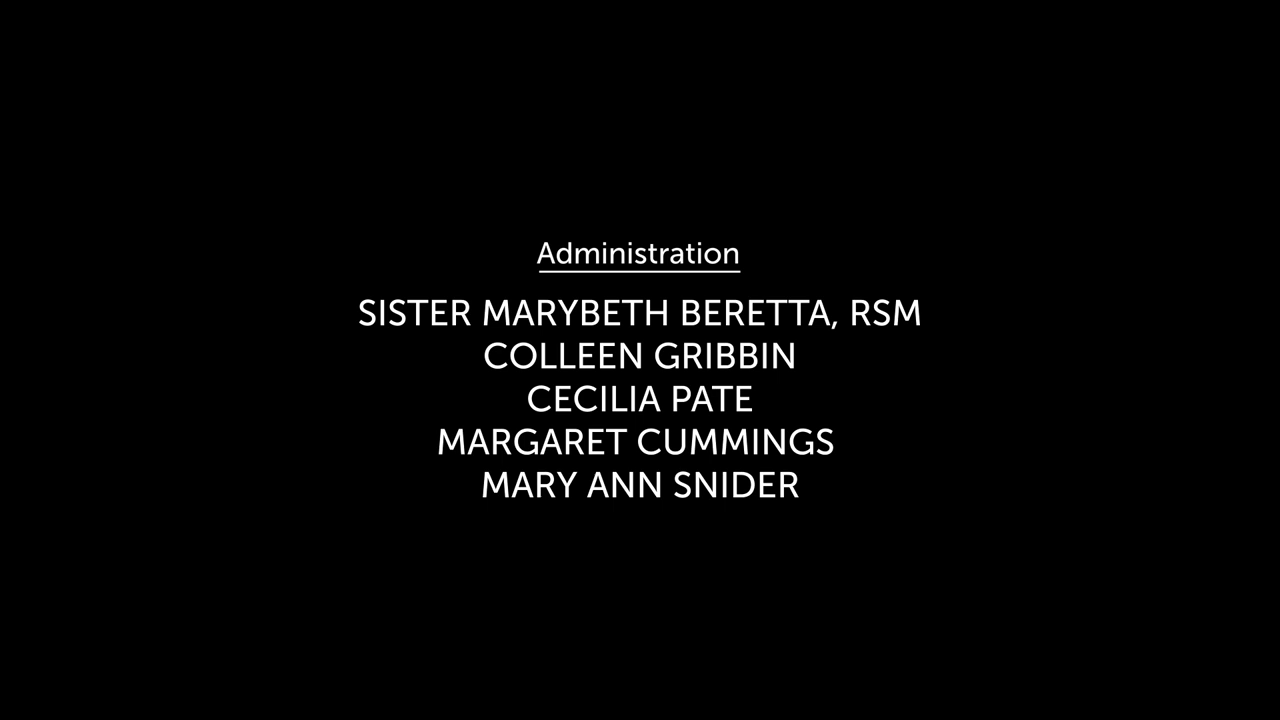 Administration
SISTER MARYBETH BERETTA, RSM
COLLEEN GRIBBIN
CECILIA PATE
MARGARET CUMMINGS
MARY ANN SNIDER